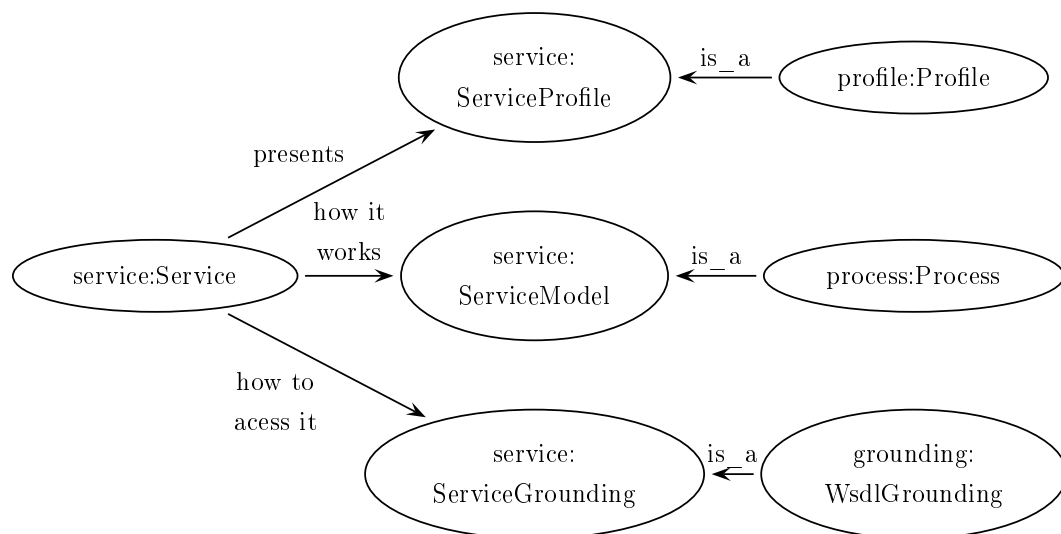 service:
ServiceProfile
is_a
profile:Profile
presents
how it
works
service:Service
service:
ServiceModel
is_a
process:Process
how to
acess it
service:
ServiceGrounding
is_a
grounding:
WsdlGrounding